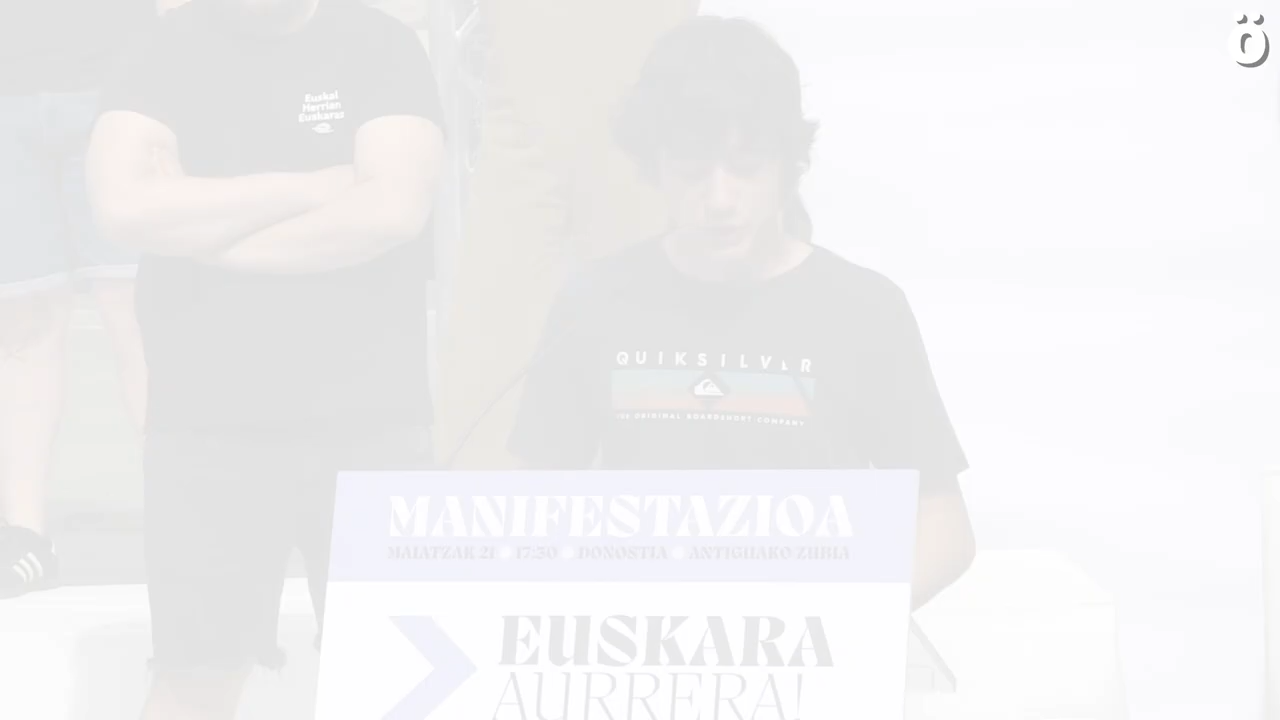 ö
Euskal
Herrian
Euskaraz
QUIKSILVER
THE ORIGINAL BOARDSHORT COMPANY
MANIFESTAZIOA
MAIATZAK 21 • 17:30 • DONOSTIA • ANTIGUAKO ZUBIA
EUSKARA
AURRERA!